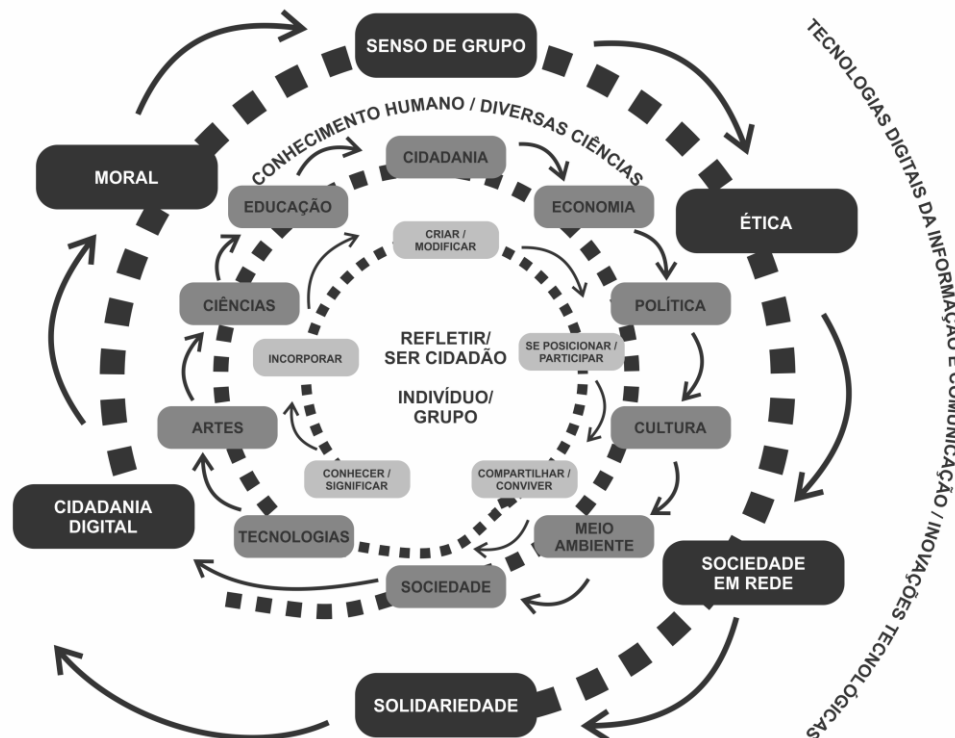 SENSO DE GRUPO
TECNOLOGIAS DIGITAIS DA INFORMAÇÃO E COMUNICAÇÃO / INOVAÇÕES TECNOLÓGICAS
CONHECIMENTO HUMANO / DIVERSAS CIÊNCIAS
MORAL
CIDADANIA
EDUCAÇÃO
ECONOMIA
ÉTICA
CRIAR /
MODIFICAR
CIÊNCIAS
POLÍTICA
INCORPORAR
REFLETIR/
SER CIDADÃO
SE POSICIONAR /
PARTICIPAR
INDIVÍDUO/
GRUPO
ARTES
CULTURA
CONHECER /
SIGNIFICAR
COMPARTILHAR /
CONVIVER
CIDADANIA
DIGITAL
TECNOLOGIAS
MEIO
AMBIENTE
SOCIEDADE
SOCIEDADE
EM REDE
SOLIDARIEDADE